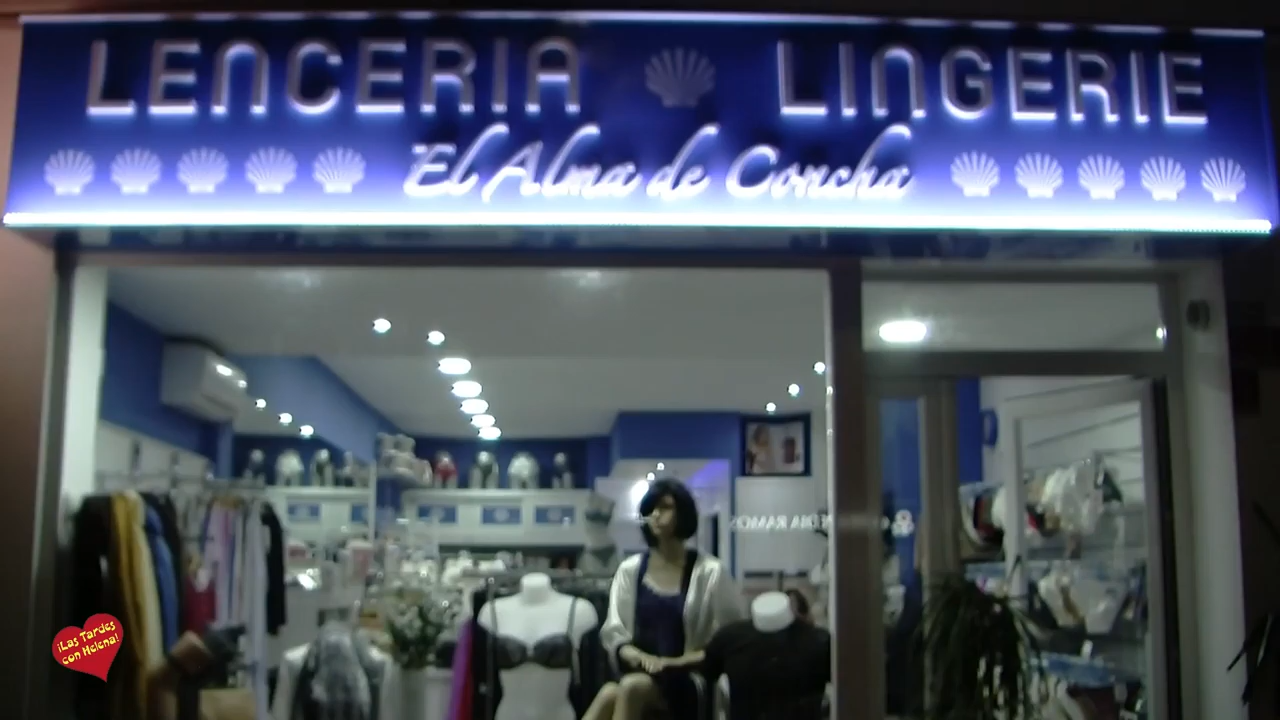 LENCERIA LINGERIE
El Alma de Concha
¡Las Tardes
con Helena!